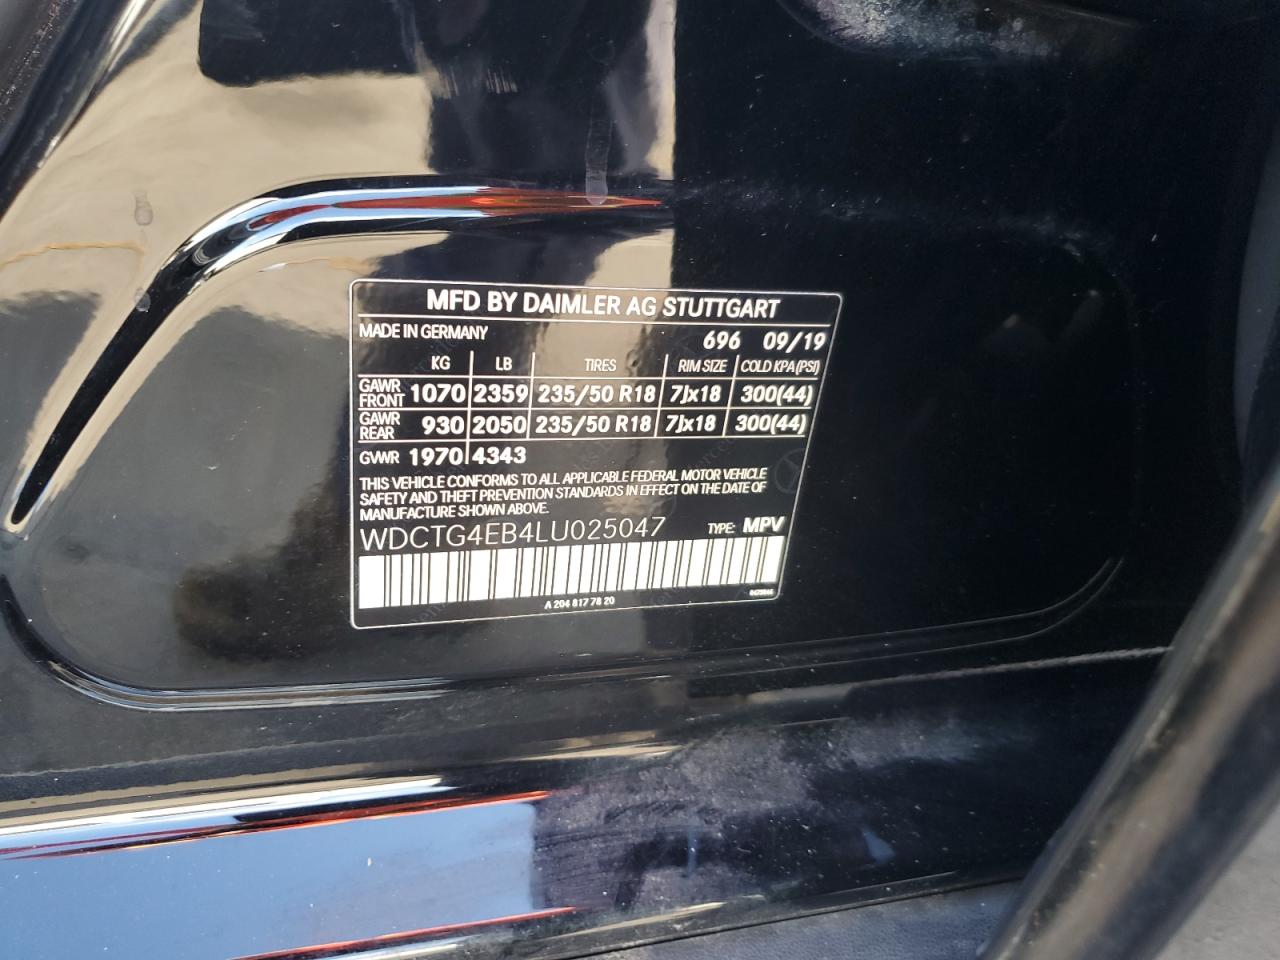 MFD BY DAIMLER AG STUTTGART
MADE IN GERMANY 696 09/19
KG LB TIRES RIM SIZE COLD KPA(PSI)
GAWR FRONT 1070 2359 235/50 R18 7Jx18 300(44)
GAWR REAR 930 2050 235/50 R18 7Jx18 300(44)
GWR 1970 4343
THIS VEHICLE CONFORMS TO ALL APPLICABLE FEDERAL MOTOR VEHICLE
SAFETY AND THEFT PREVENTION STANDARDS IN EFFECT ON THE DATE OF
MANUFACTURE SHOWN ABOVE.
WDCTG4EB4LU025047 TYPE: MPV
A 204 817 78 20